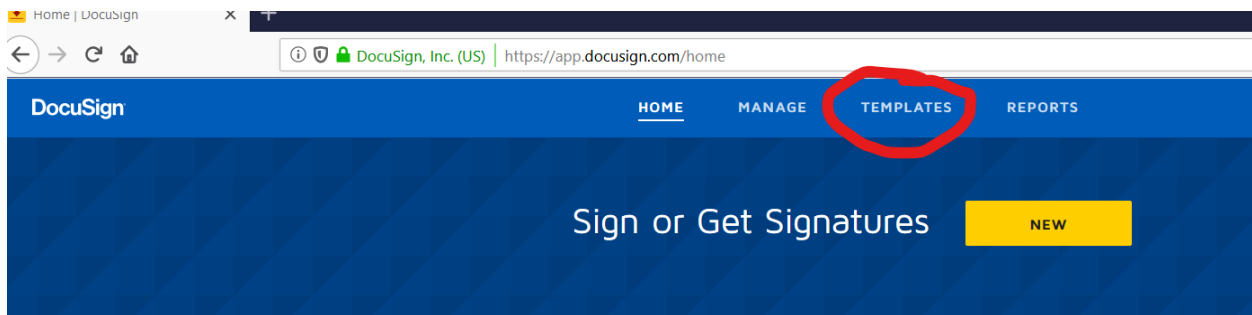 Home | DocuSign X +
DocuSign, Inc. (US) https://app.docusign.com/home
DocuSign HOME MANAGE TEMPLATES REPORTS
Sign or Get Signatures NEW